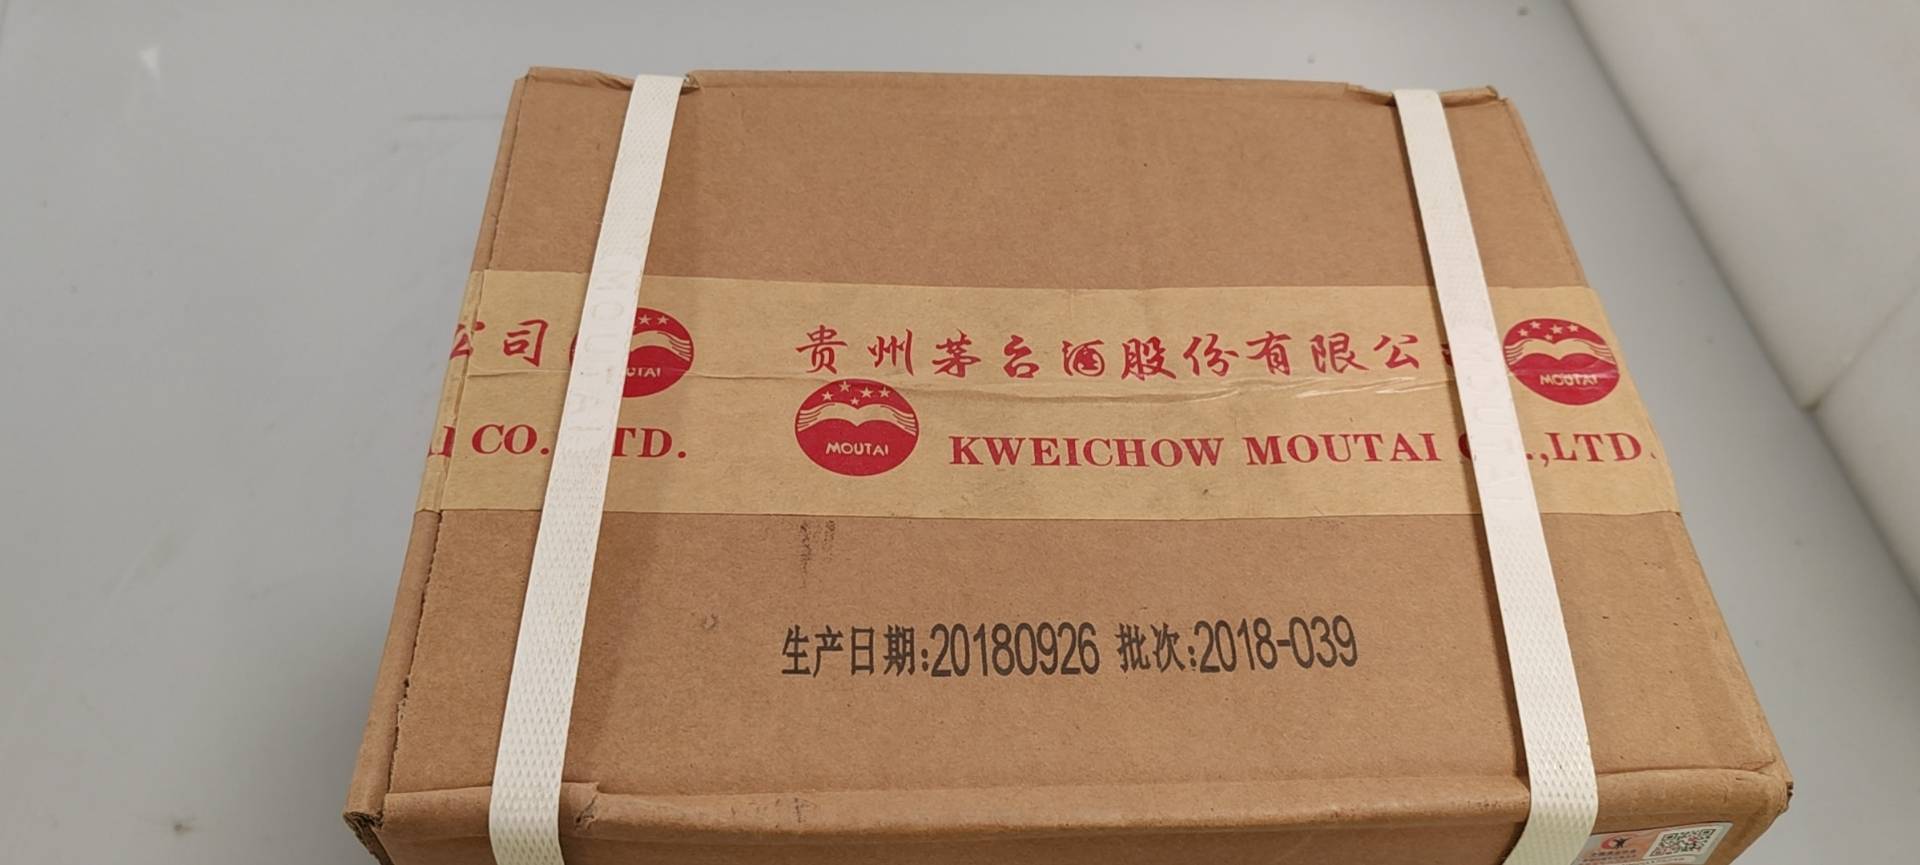 公司
贵州茅台酒股份有限公
MOUTAI
MOUTAI
CO. TD.
KWEICHOW MOUTAI C .,LTD.
生产日期:20180926 批次:2018-039